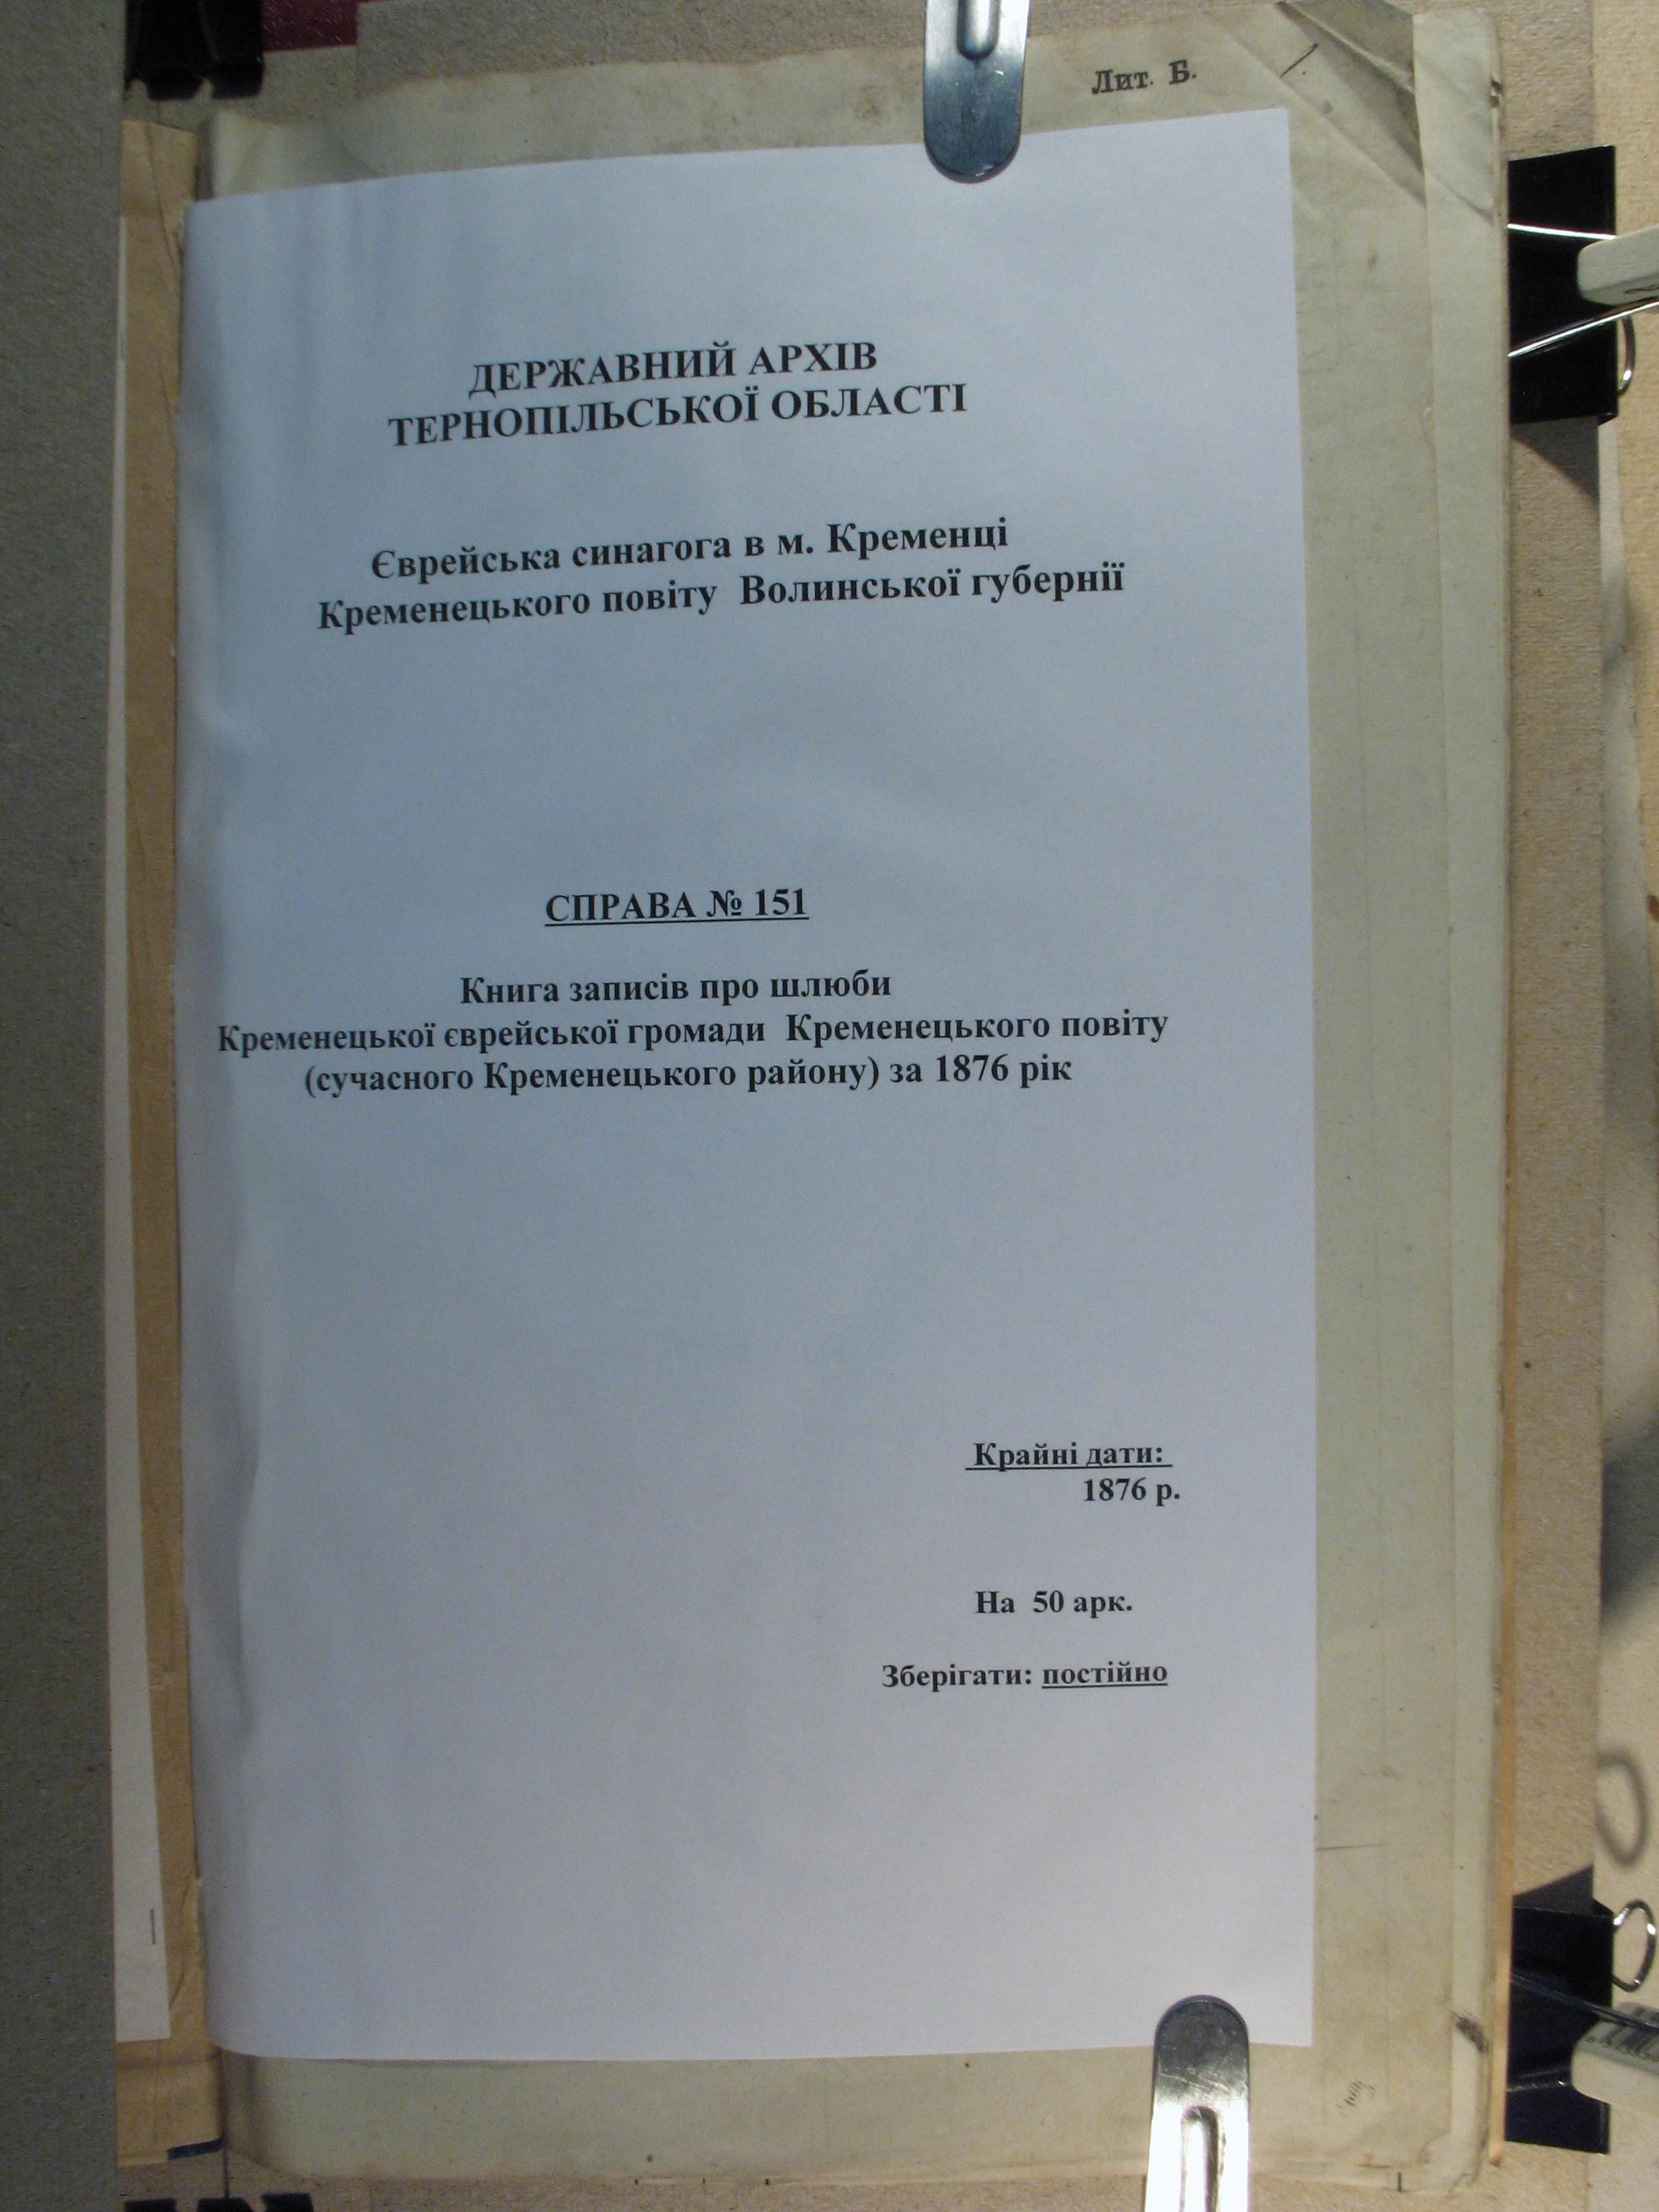 Лит. Б.
ДЕРЖАВНИЙ АРХІВ
ТЕРНОПІЛЬСЬКОЇ ОБЛАСТІ
Єврейська синагога в м. Кременці
Кременецького повіту Волинської губернії
СПРАВА № 151
Книга записів про шлюби
Кременецької єврейської громади Кременецького повіту
(сучасного Кременецького району) за 1876 рік
Крайні дати:
1876 р.
На 50 арк.
Зберігати: постійно